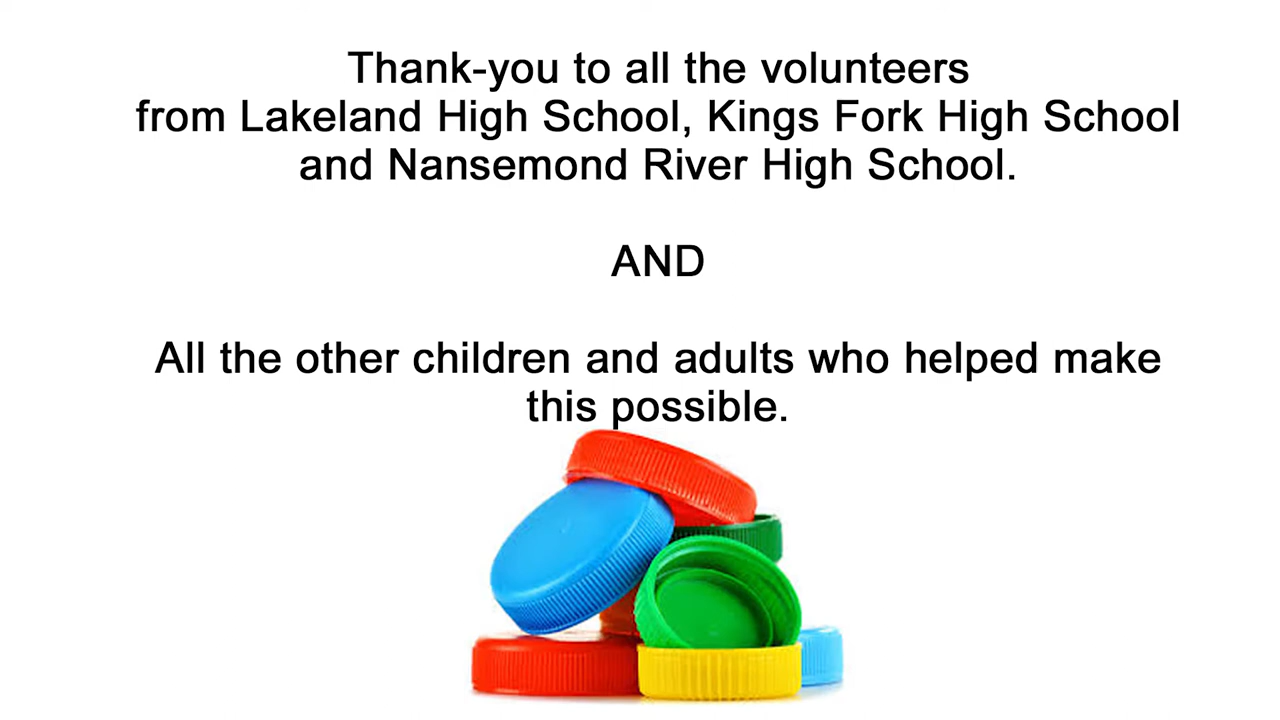 Thank-you to all the volunteers
from Lakeland High School, Kings Fork High School
and Nansemond River High School.
AND
All the other children and adults who helped make
this possible.